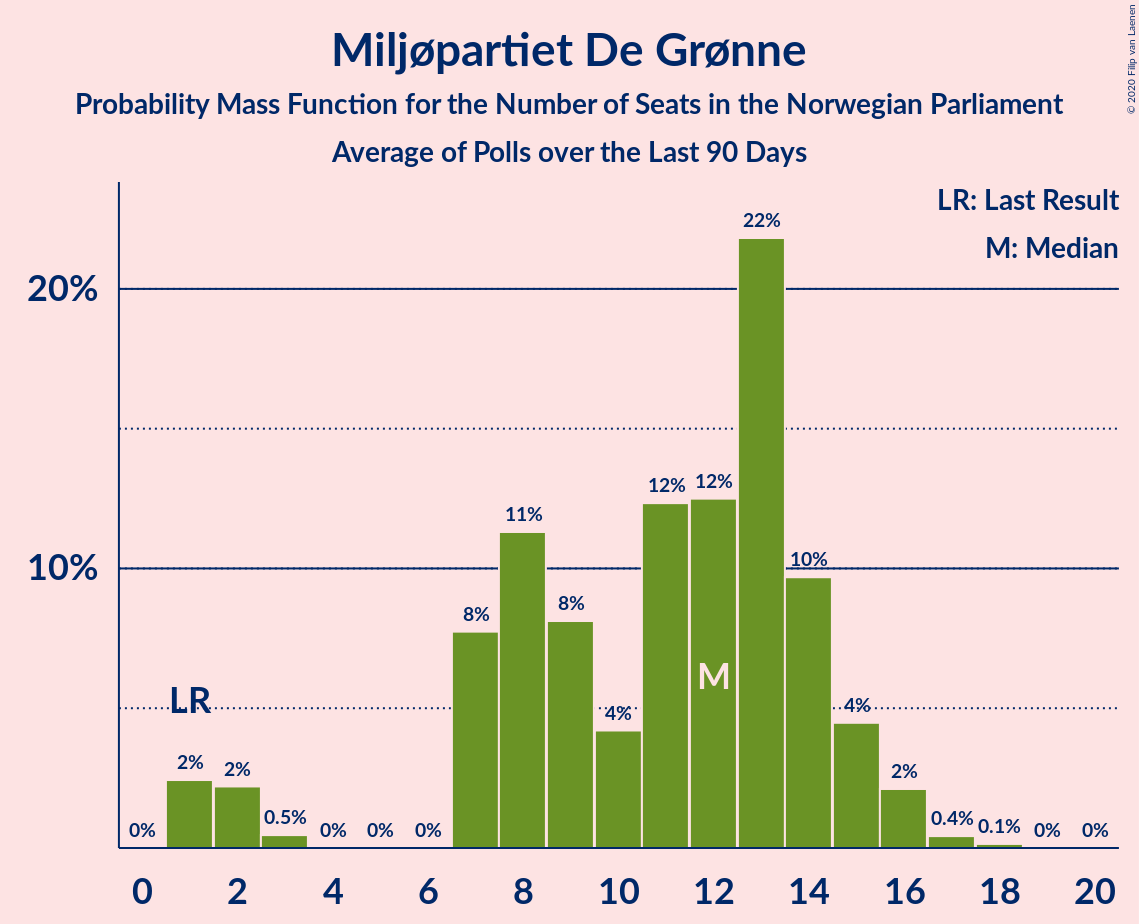 Miljøpartiet De Grønne
Probability Mass Function for the Number of Seats in the Norwegian Parliament
Average of Polls over the Last 90 Days
© 2020 Filip van Laenen
LR: Last Result
M: Median
22%
20%
12% 12%
11%
10%
10%
8%
8%
M
LR
4%
4%
2% 2%
2%
0% 0.5% 0% 0% 0% 0.4% 0.1% 0% 0%
0 2 4 6 8 10 12 14 16 18 20